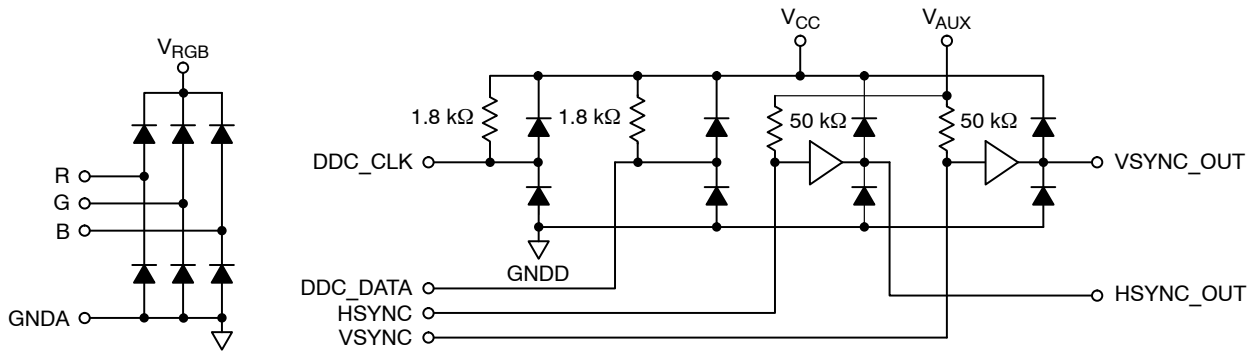 V_RGB
R
G
B
GNDA
V_CC
V_AUX
1.8 kΩ
1.8 kΩ
50 kΩ
50 kΩ
DDC_CLK
VSYNC_OUT
GNDD
DDC_DATA
HSYNC
VSYNC
HSYNC_OUT